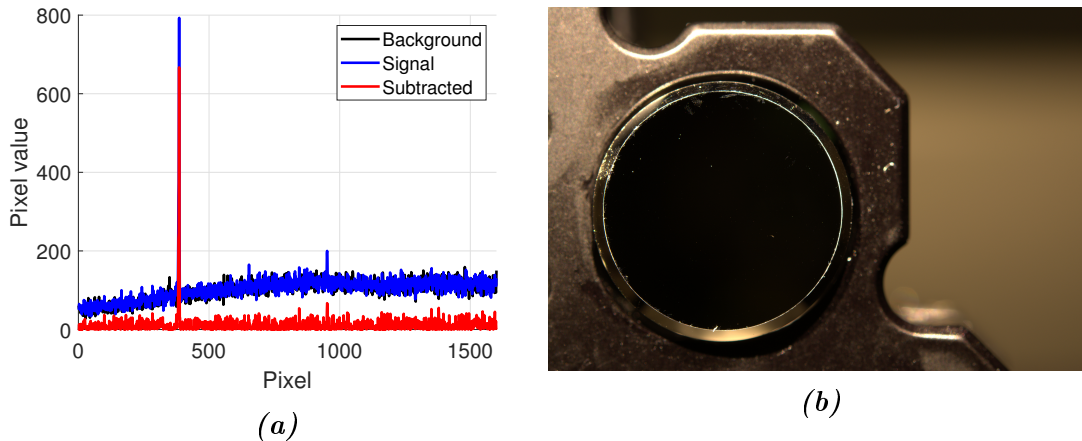 800
600
400
200
0
0 500 1000 1500
Pixel value
Pixel
Background
Signal
Subtracted
(a)
(b)